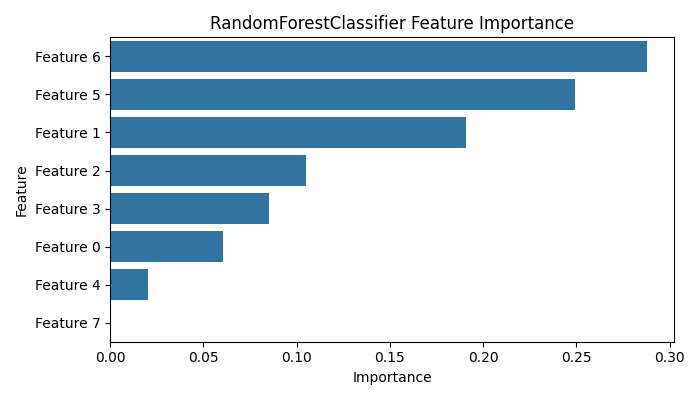 RandomForestClassifier Feature Importance
Feature 6
Feature 5
Feature 1
Feature 2
Feature 3
Feature 0
Feature 4
Feature 7
Feature
0.00 0.05 0.10 0.15 0.20 0.25 0.30
Importance